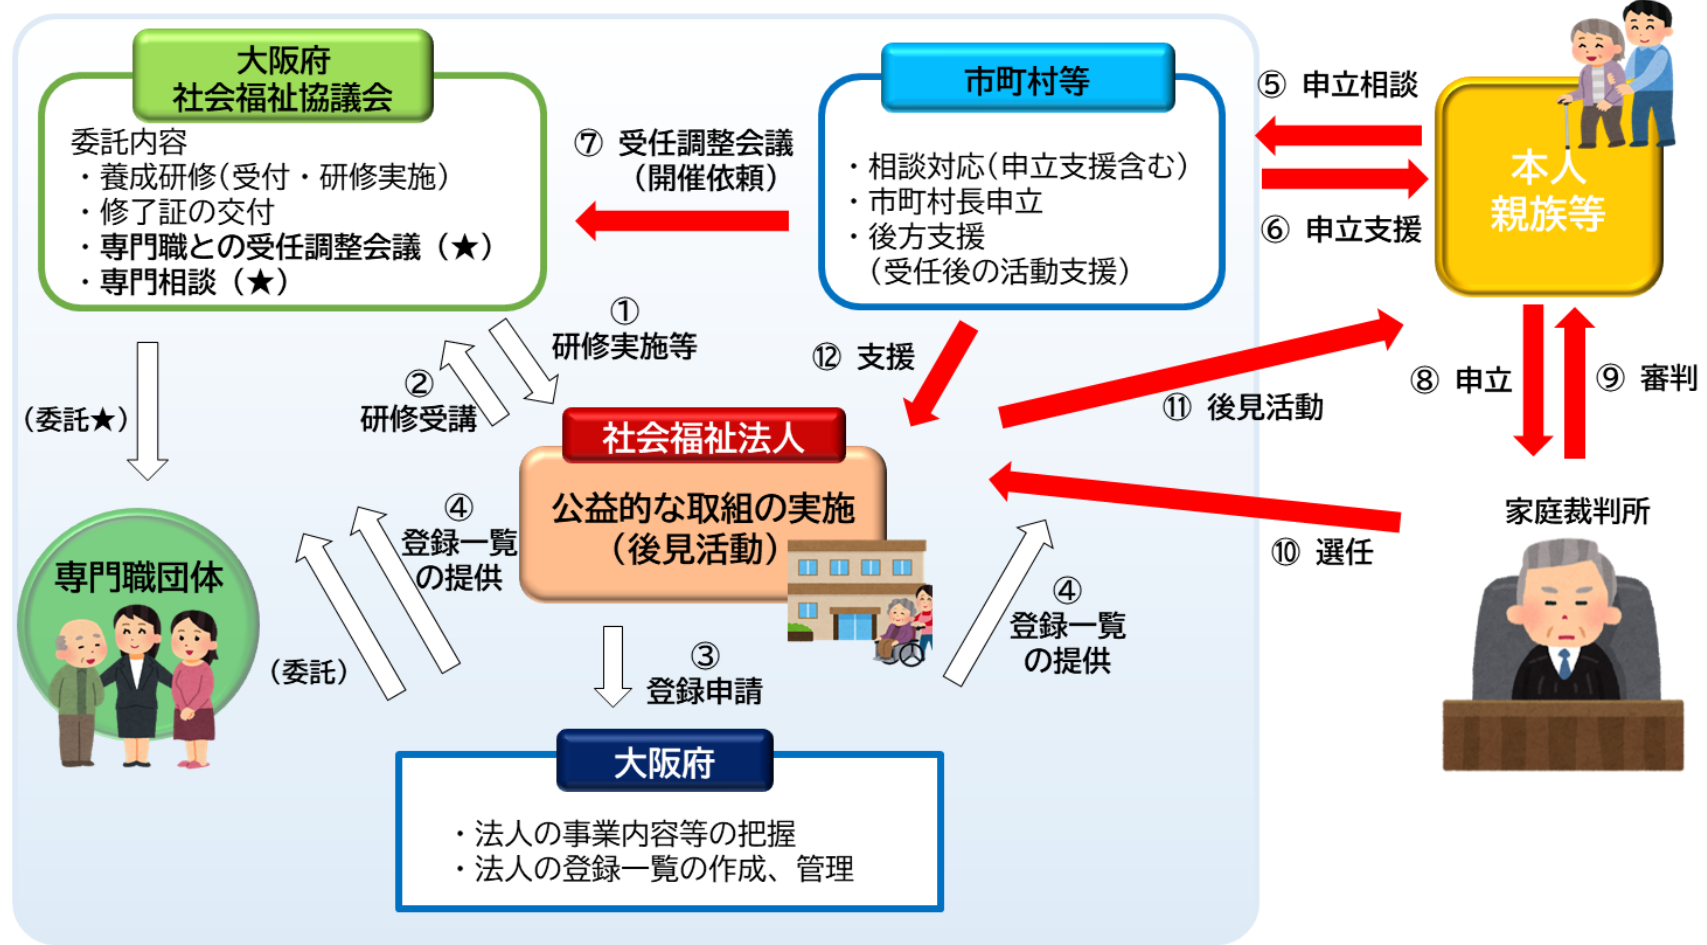 大阪府
社会福祉協議会
委託内容
・養成研修(受付・研修実施)
・修了証の交付
・専門職との受任調整会議(★)
・専門相談(★)
市町村等
・相談対応(申立支援含む)
・市町村長申立
・後方支援
(受任後の活動支援)
⑦ 受任調整会議
(開催依頼)
⑤ 申立相談
⑥ 申立支援
本人
親族等
① 
研修実施等
②
研修受講
(委託★)
⑫ 支援
⑪ 後見活動
⑧ 申立
⑨ 審判
社会福祉法人
公益的な取組の実施
(後見活動)
④
登録一覧
の提供
⑩ 選任
家庭裁判所
専門職団体
(委託)
③
登録申請
④
登録一覧
の提供
大阪府
・法人の事業内容等の把握
・法人の登録一覧の作成、管理